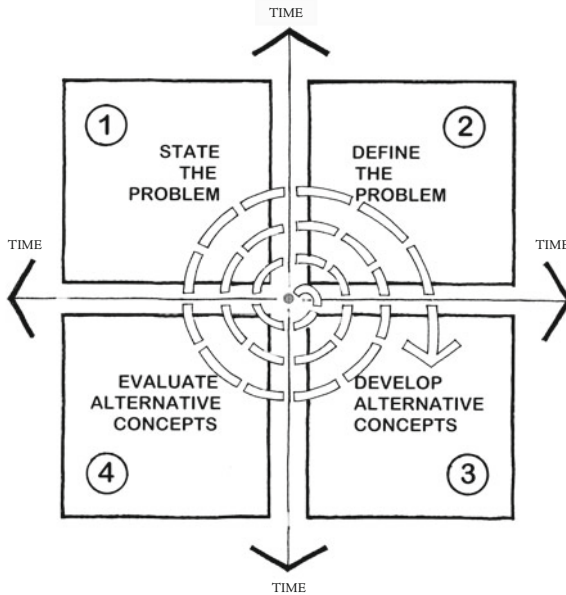 TIME
1
STATE
THE
PROBLEM
2
DEFINE
THE
PROBLEM
TIME
TIME
EVALUATE
ALTERNATIVE
CONCEPTS
4
DEVELOP
ALTERNATIVE
CONCEPTS
3
TIME